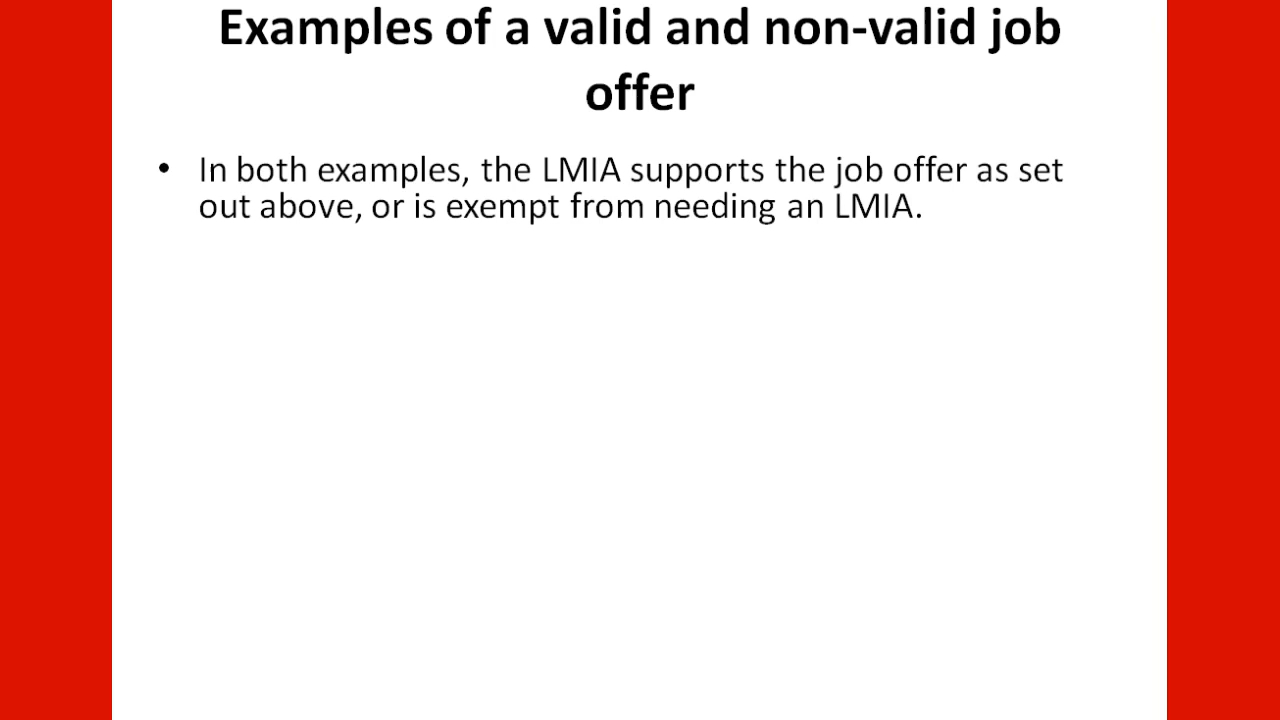 Examples of a valid and non-valid job
offer
• In both examples, the LMIA supports the job offer as set
out above, or is exempt from needing an LMIA.